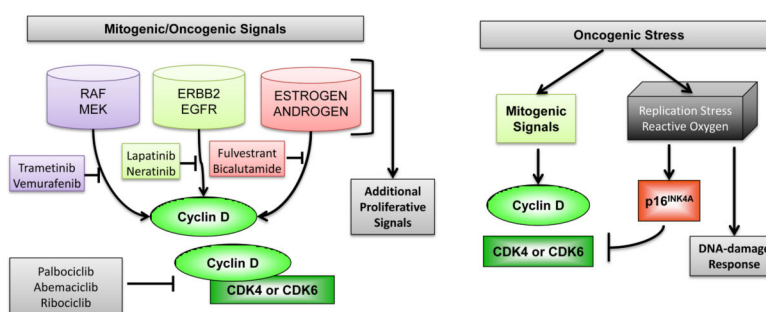 Mitogenic/Oncogenic Signals
RAF
MEK
ERBB2
EGFR
ESTROGEN
ANDROGEN
Trametinib
Vemurafenib
Lapatinib
Neratinib
Fulvestrant
Bicalutamide
Cyclin D
Additional
Proliferative
Signals
Palbociclib
Abemaciclib
Ribociclib
Cyclin D
CDK4 or CDK6
Oncogenic Stress
Mitogenic
Signals
Replication Stress
Reactive Oxygen
Cyclin D
p16INK4A
CDK4 or CDK6
DNA-damage
Response